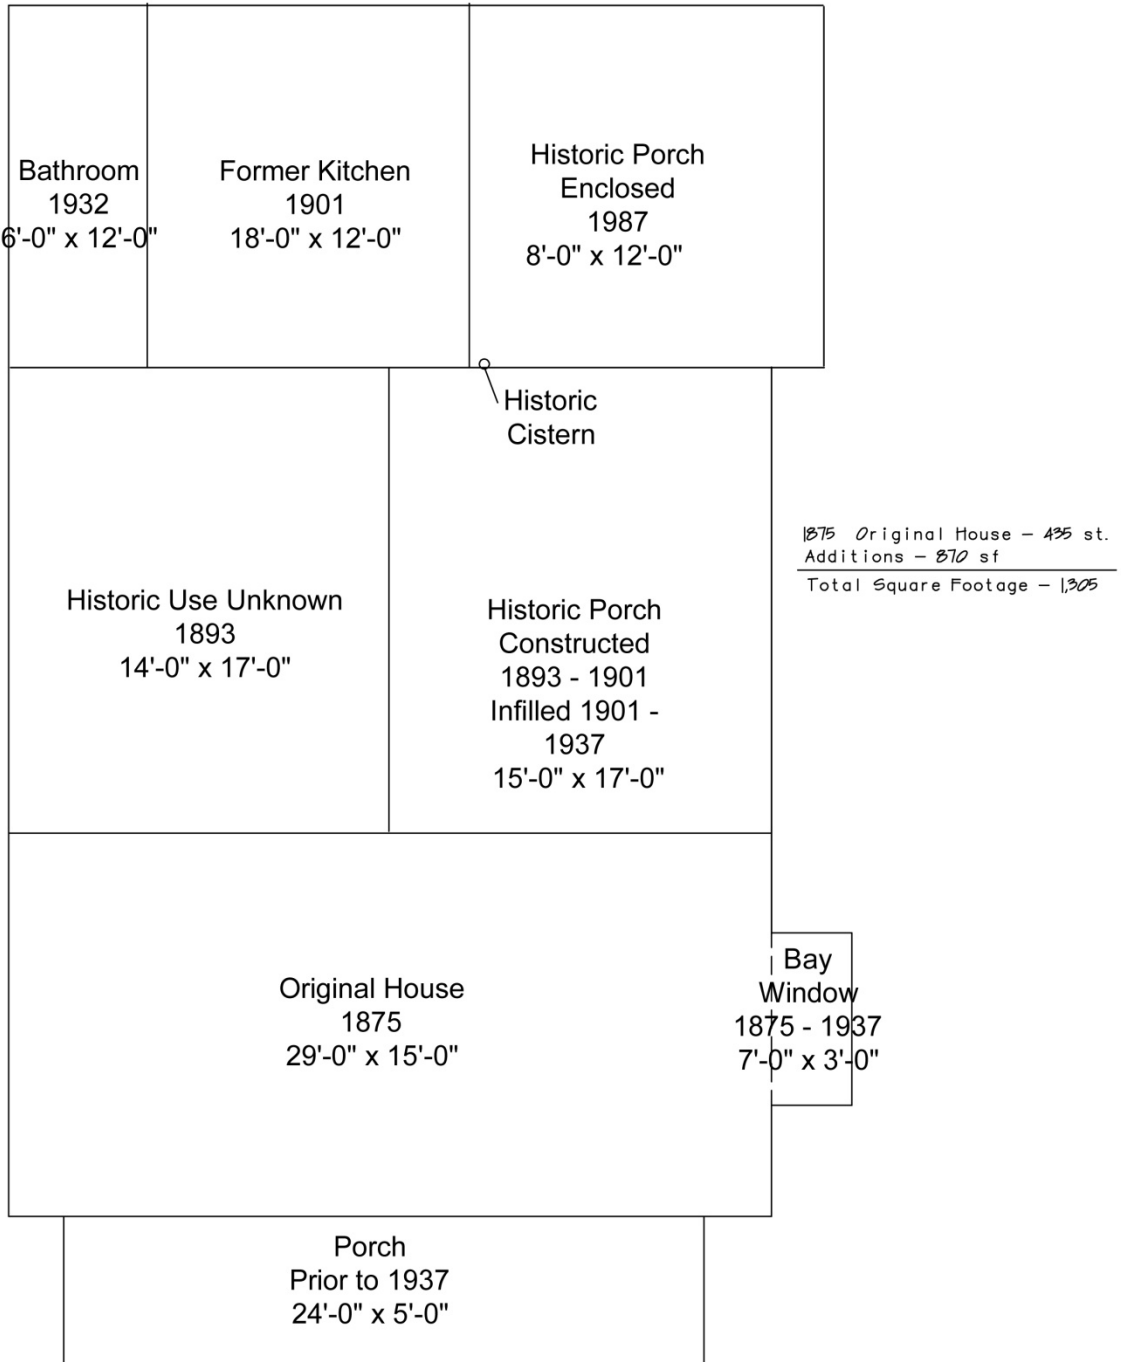 Bathroom
1932
6'-0" x 12'-0"
Former Kitchen
1901
18'-0" x 12'-0"
Historic Porch
Enclosed
1987
8'-0" x 12'-0"
Historic
Cistern
1875 Original House – 435 st.
Additions – 870 sf
Total Square Footage – 1,305
Historic Use Unknown
1893
14'-0" x 17'-0"
Historic Porch
Constructed
1893 - 1901
Infilled 1901 -
1937
15'-0" x 17'-0"
Original House
1875
29'-0" x 15'-0"
Bay
Window
1875 - 1937
7'-0" x 3'-0"
Porch
Prior to 1937
24'-0" x 5'-0"